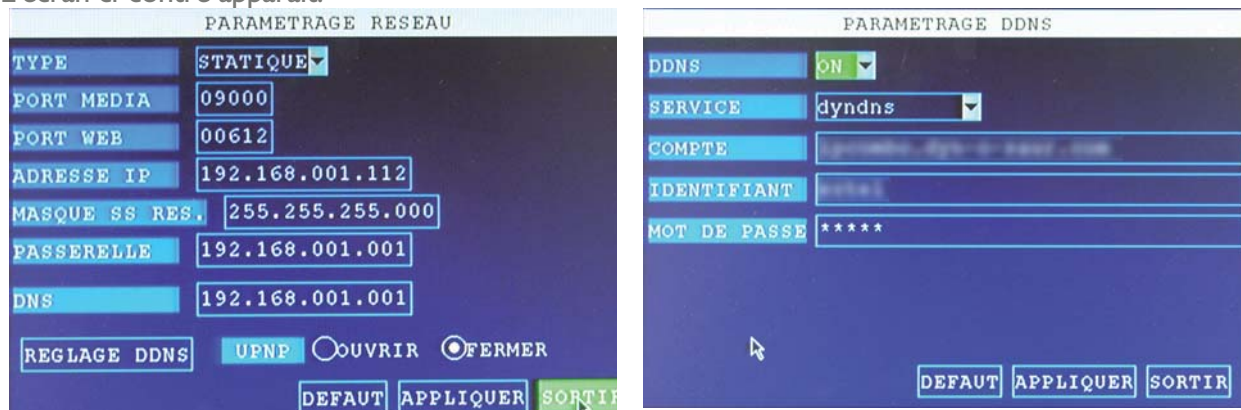 PARAMETRAGE RESEAU
TYPE STATIQUE
PORT MEDIA 09000
PORT WEB 00612
ADRESSE IP 192.168.001.112
MASQUE SS RES. 255.255.255.000
PASSERELLE 192.168.001.001
DNS 192.168.001.001
REGLAGE DDNS UPNP OUVRIR FERMER
DEFAUT APPLIQUER SORTIR
PARAMETRAGE DDNS
DDNS ON
SERVICE dyndns
COMPTE
IDENTIFIANT
MOT DE PASSE *****
DEFAUT APPLIQUER SORTIR